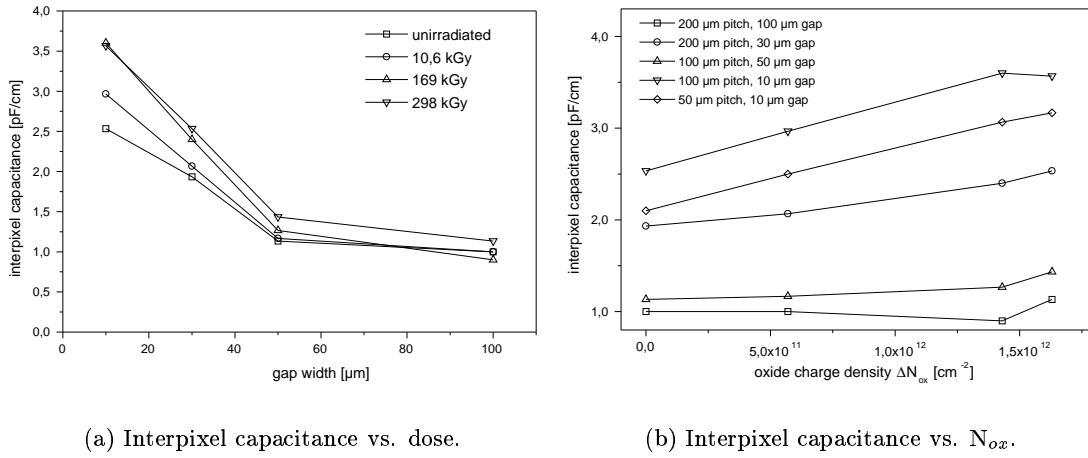 4,0
3,5
3,0
2,5
2,0
1,5
1,0
0,5
0,0
interpixel capacitance [pF/cm]
unirradiated
10,6 kGy
169 kGy
298 kGy
0
20
40
60
80
100
gap width [µm]
4,0
3,0
2,0
1,0
interpixel capacitance [pF/cm]
200 µm pitch, 100 µm gap
200 µm pitch, 30 µm gap
100 µm pitch, 50 µm gap
100 µm pitch, 10 µm gap
50 µm pitch, 10 µm gap
0,0
5,0x10^11
1,0x10^12
1,5x10^12
oxide charge density ΔN_ox [cm^-2]
(a) Interpixel capacitance vs. dose.
(b) Interpixel capacitance vs. N_ox.